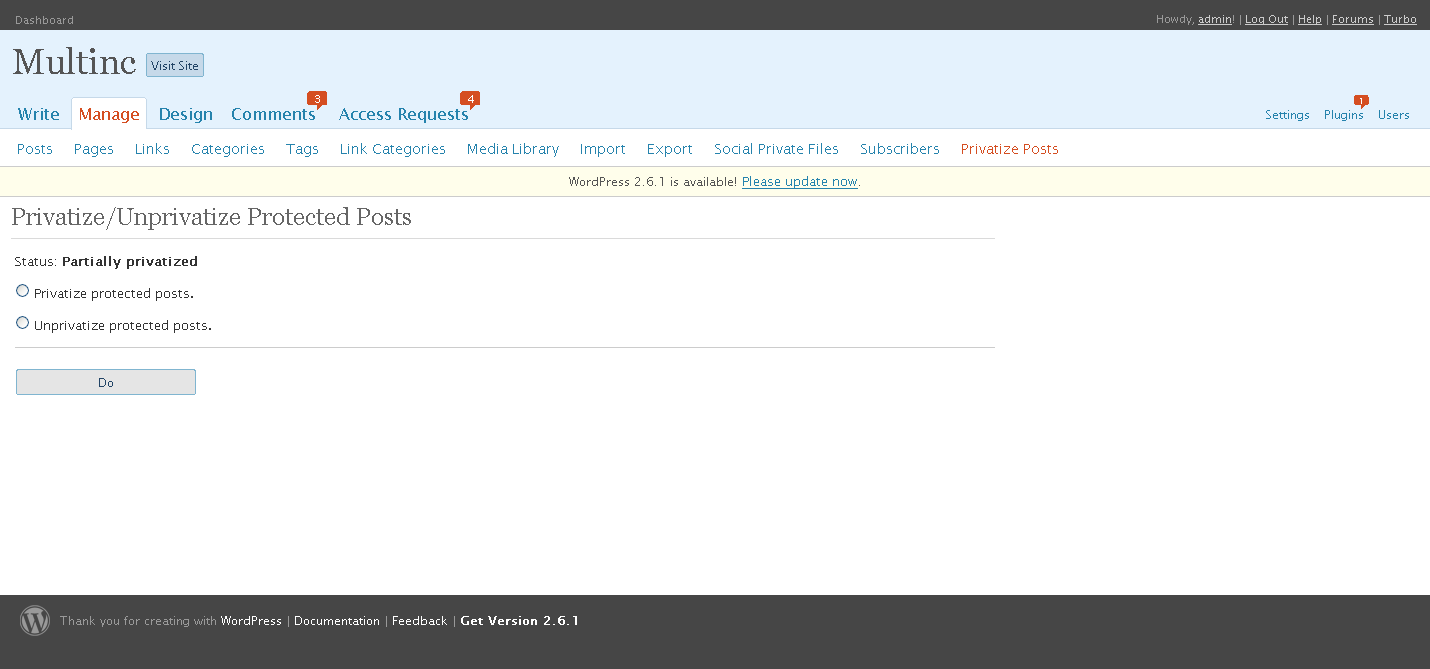 Dashboard Howdy, admin! | Log Out | Help | Forums | Turbo
Multinc Visit Site
3 4 1
Write Manage Design Comments Access Requests Settings Plugins Users
Posts Pages Links Categories Tags Link Categories Media Library Import Export Social Private Files Subscribers Privatize Posts
WordPress 2.6.1 is available! Please update now.
Privatize/Unprivatize Protected Posts
Status: Partially privatized
Privatize protected posts.
Unprivatize protected posts.
Do
Thank you for creating with WordPress | Documentation | Feedback | Get Version 2.6.1